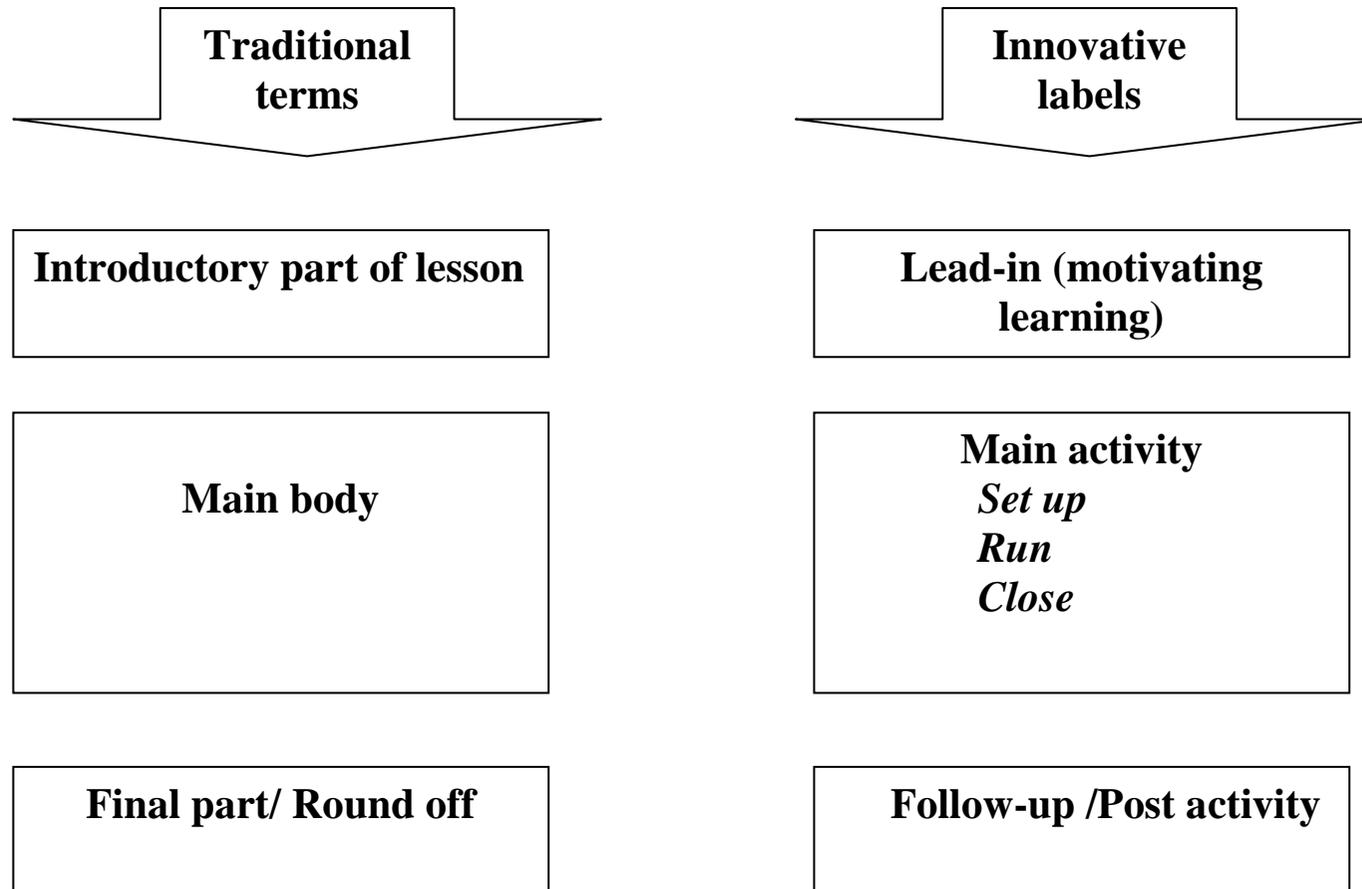 Traditional
terms
Innovative
labels
Introductory part of lesson
Lead-in (motivating
learning)
Main body
Main activity
Set up
Run
Close
Final part/ Round off
Follow-up /Post activity